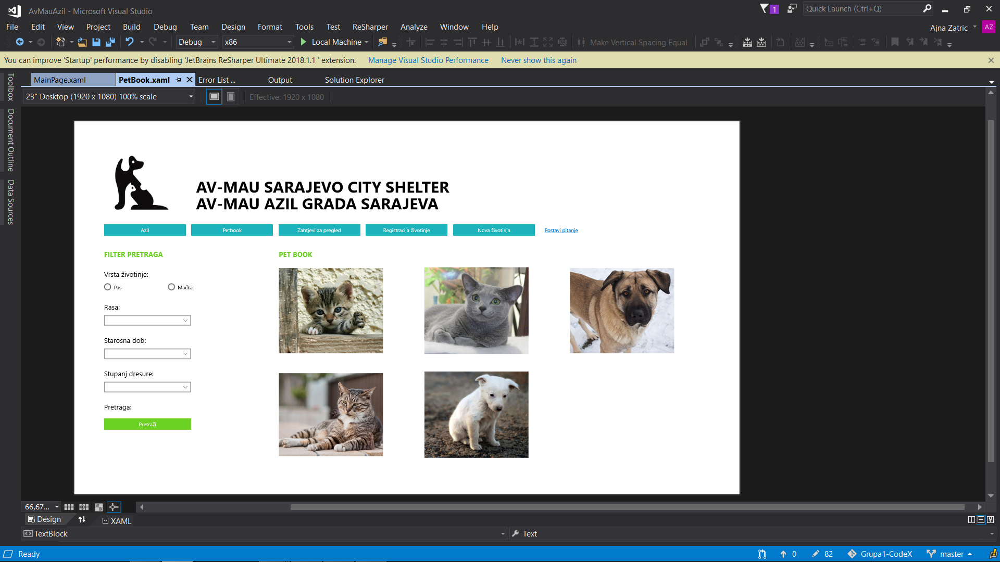 AvMauAzil - Microsoft Visual Studio
1
Quick Launch (Ctrl+Q)
File Edit View Project Build Debug Team Design Format Tools Test ReSharper Analyze Window Help
Ajna Zatric AZ
Debug x86 Local Machine Make Vertical Spacing Equal
You can improve 'Startup' performance by disabling 'JetBrains ReSharper Ultimate 2018.1.1 ' extension. Manage Visual Studio Performance Never show this again
Toolbox
Document Outline
Data Sources
MainPage.xaml PetBook.xaml Error List ... Output Solution Explorer
23" Desktop (1920 x 1080) 100% scale Effective: 1920 x 1080
AV-MAU SARAJEVO CITY SHELTER
AV-MAU AZIL GRADA SARAJEVA
Azil Petbook Zahtjevi za pregled Registracija životinje Nova životinja Postavi pitanje
FILTER PRETRAGA
Vrsta životinje:
Pas Mačka
Rasa:
Starosna dob:
Stupanj dresure:
Pretraga:
Pretraži
PET BOOK
66,67...
Design XAML
TextBlock Text
Ready 0 82 Grupa1-CodeX master